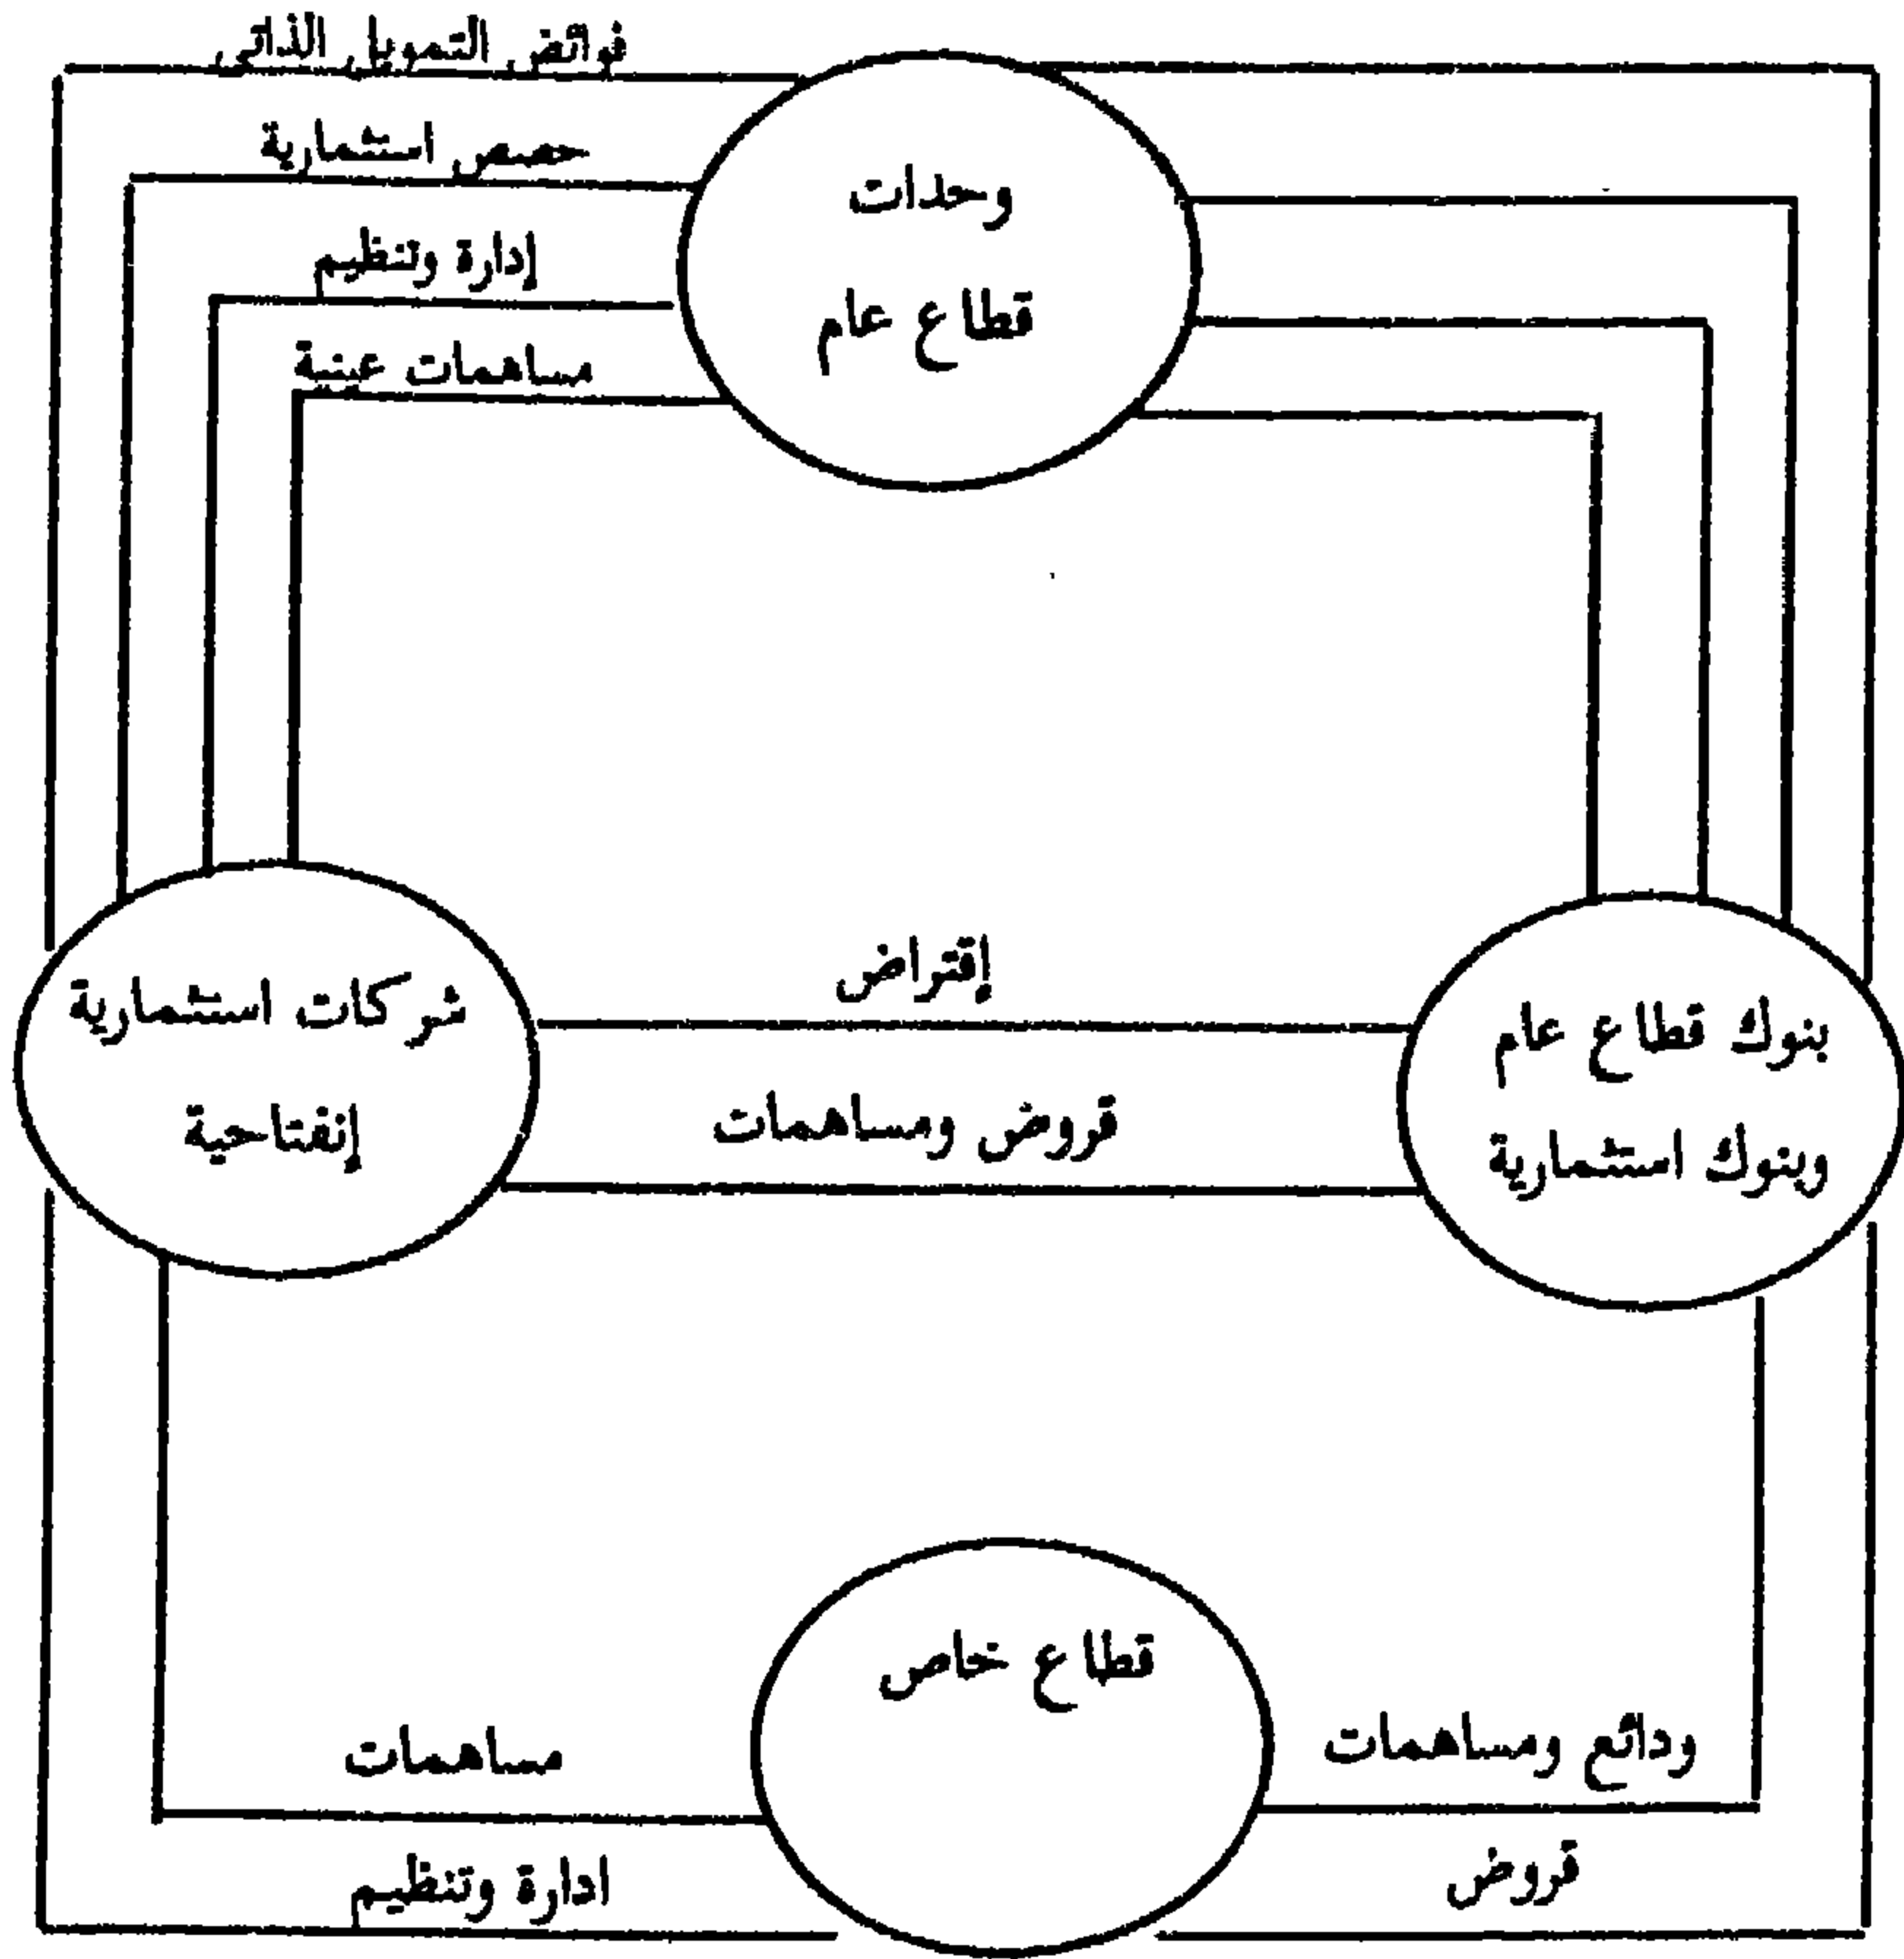 فوائض التمويل الذاتي
حصص استثمارية
إدارة وتنظيم
مساهمات عينية
وحدات
قطاع عام
إقتراض
قروض ومساهمات
بنوك قطاع عام
وبنوك استثمارية
شركات استثمارية
إنفتاحية
قطاع خاص
ودائع ومساهمات
مساهمات
قروض
ادارة وتنظيم